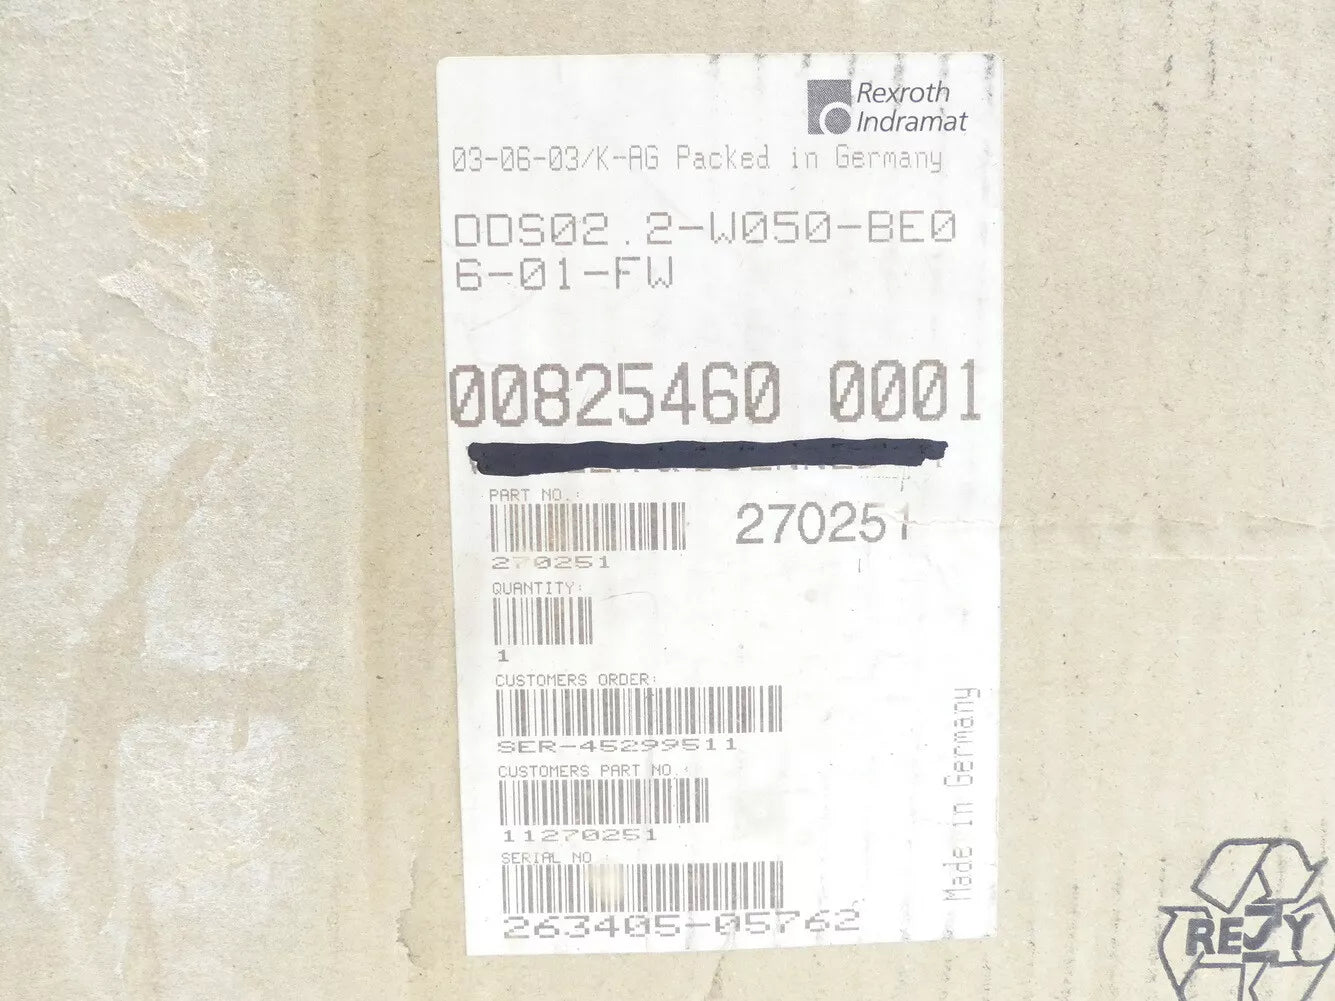 Rexroth
Indramat
03-06-03/K-AG Packed in Germany
DDS02.2-W050-BE0
6-01-FW
00825460 0001
PART NO.:
270251
270251
QUANTITY:
1
CUSTOMERS ORDER:
SER-45299511
CUSTOMERS PART NO.:
11270251
SERIAL NO.:
263405-05762
Made in Germany
RESY